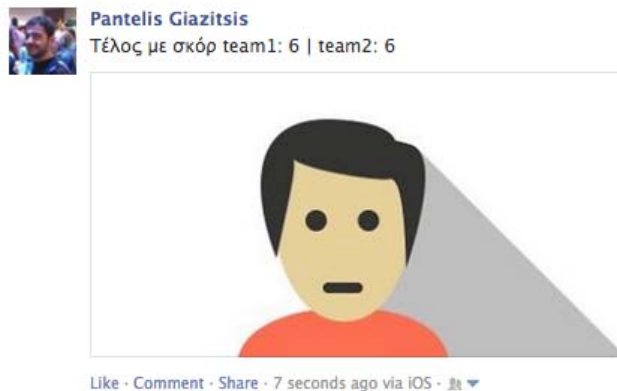 Pantelis Giazitsis
Τέλος με σκόρ team1: 6 | team2: 6
Like · Comment · Share · 7 seconds ago via iOS ·